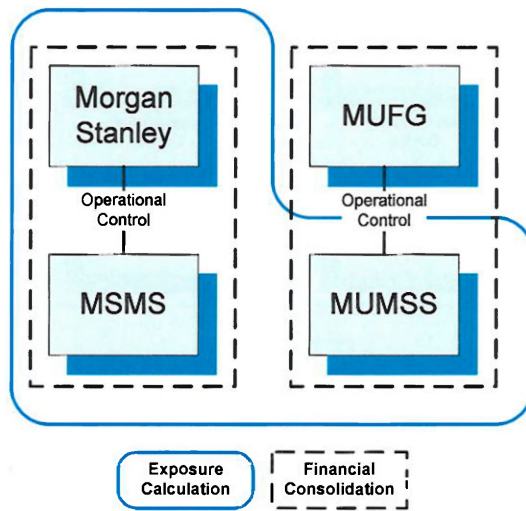 Morgan
Stanley
MUFG
Operational
Control
Operational
Control
MSMS
MUMSS
Exposure
Calculation
Financial
Consolidation